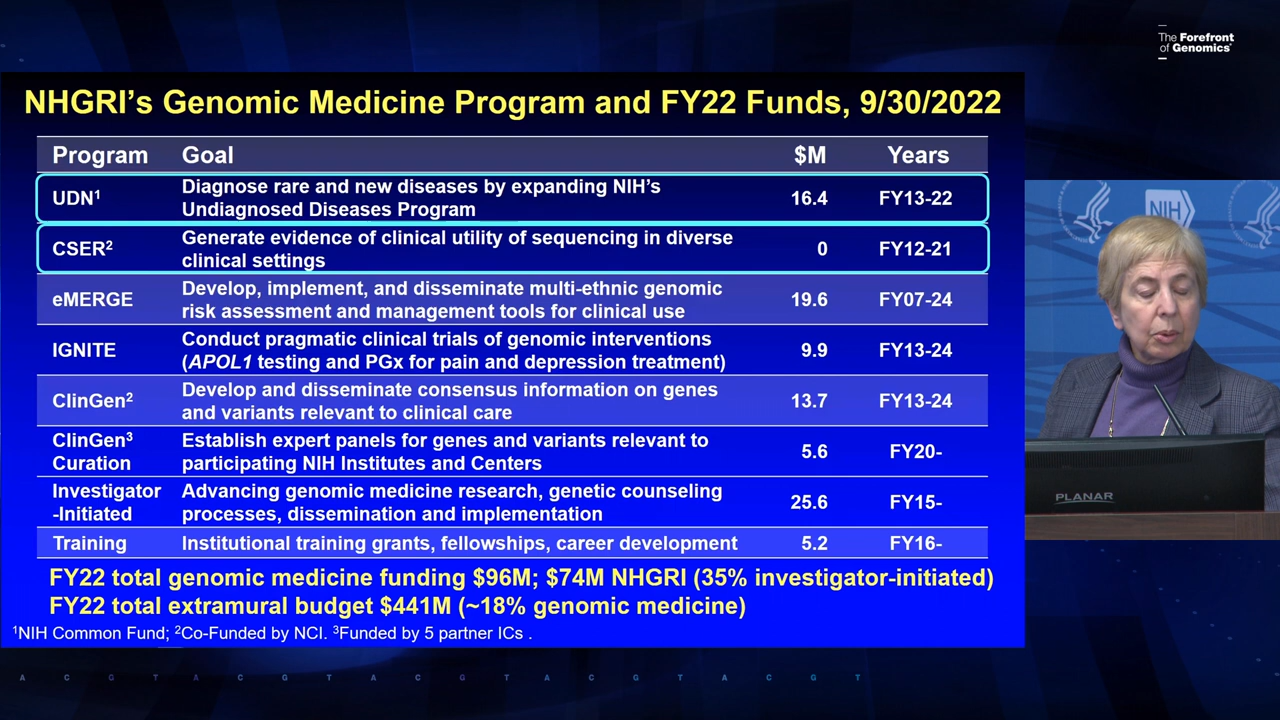 The Forefront
of Genomics®
NHGRI's Genomic Medicine Program and FY22 Funds, 9/30/2022
Program Goal $M Years
UDN¹ Diagnose rare and new diseases by expanding NIH's
Undiagnosed Diseases Program 16.4 FY13-22
CSER² Generate evidence of clinical utility of sequencing in diverse
clinical settings 0 FY12-21
eMERGE Develop, implement, and disseminate multi-ethnic genomic
risk assessment and management tools for clinical use 19.6 FY07-24
IGNITE Conduct pragmatic clinical trials of genomic interventions
(APOL1 testing and PGx for pain and depression treatment) 9.9 FY13-24
ClinGen² Develop and disseminate consensus information on genes
and variants relevant to clinical care 13.7 FY13-24
ClinGen³ Establish expert panels for genes and variants relevant to
Curation participating NIH Institutes and Centers 5.6 FY20-
Investigator Advancing genomic medicine research, genetic counseling
-Initiated processes, dissemination and implementation 25.6 FY15-
Training Institutional training grants, fellowships, career development 5.2 FY16-
FY22 total genomic medicine funding $96M; $74M NHGRI (35% investigator-initiated)
FY22 total extramural budget $441M (~18% genomic medicine)
¹NIH Common Fund; ²Co-Funded by NCI. ³Funded by 5 partner ICs .
NIH
PLANAR
A C G T A C G T A C G T A C G T A C G T